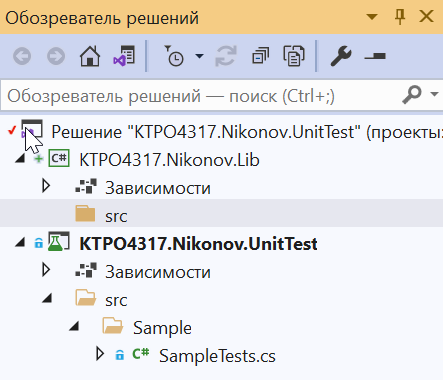 Обозреватель решений
Обозреватель решений — поиск (Ctrl+;)
Решение "KTPO4317.Nikonov.UnitTest" (проекты:
C# KTPO4317.Nikonov.Lib
Зависимости
src
KTPO4317.Nikonov.UnitTest
Зависимости
src
Sample
C# SampleTests.cs